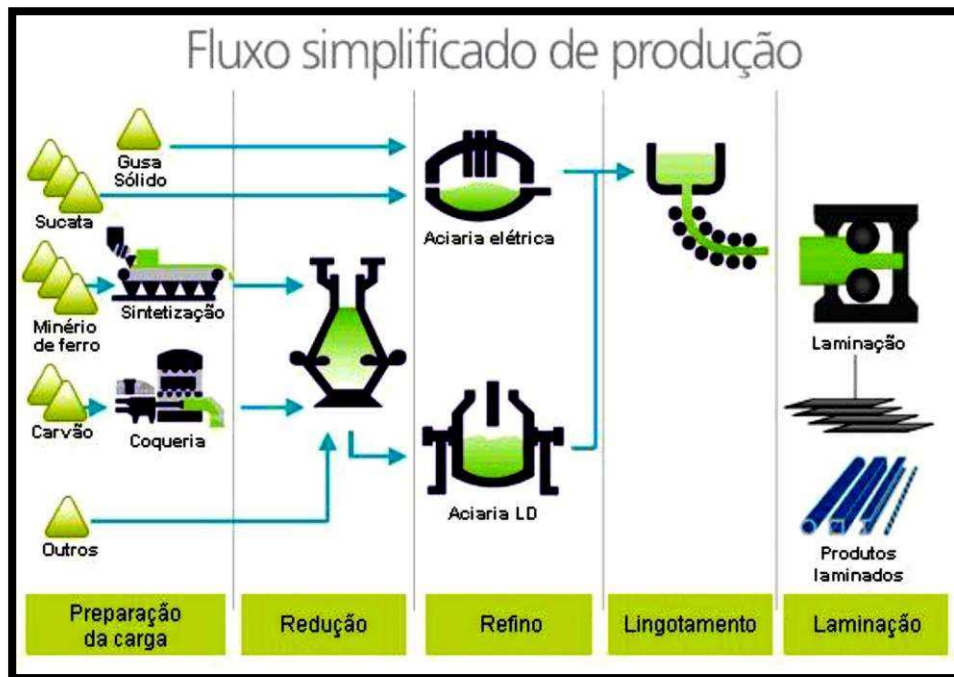 Fluxo simplificado de produção
Gusa
Sólido
Sucata
Aciaria elétrica
Minério
de ferro
Sintetização
Laminação
Carvão
Coqueria
Aciaria LD
Outros
Produtos
laminados
Preparação
da carga
Redução
Refino
Lingotamento
Laminação